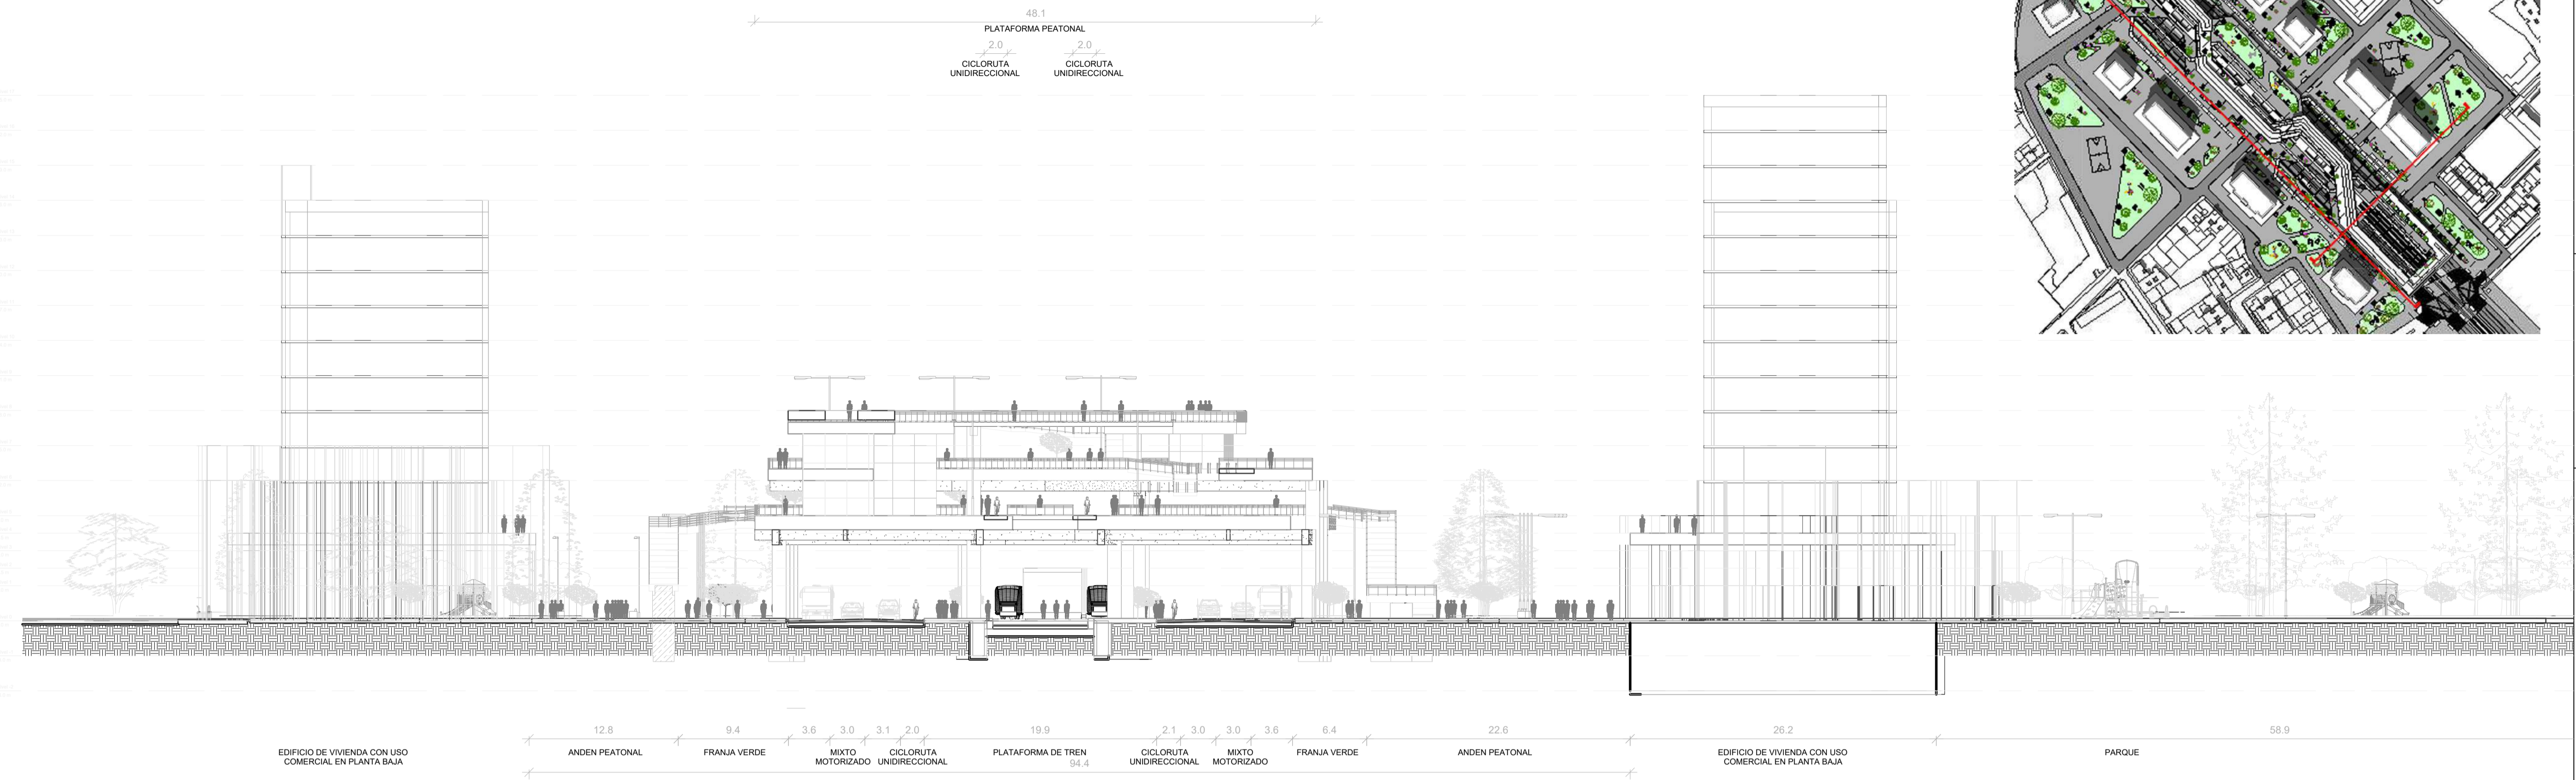 48.1
PLATAFORMA PEATONAL
2.0 2.0
CICLORUTA UNIDIRECCIONAL
CICLORUTA UNIDIRECCIONAL
12.8 9.4 3.6 3.0 3.1 2.0 19.9 2.1 3.0 3.0 3.6 6.4 22.6 26.2 58.9
EDIFICIO DE VIVIENDA CON USO
COMERCIAL EN PLANTA BAJA
ANDEN PEATONAL
FRANJA VERDE
MIXTO
MOTORIZADO
CICLORUTA
UNIDIRECCIONAL
PLATAFORMA DE TREN
CICLORUTA
UNIDIRECCIONAL
MIXTO
MOTORIZADO
FRANJA VERDE
ANDEN PEATONAL
EDIFICIO DE VIVIENDA CON USO
COMERCIAL EN PLANTA BAJA
PARQUE
94.4